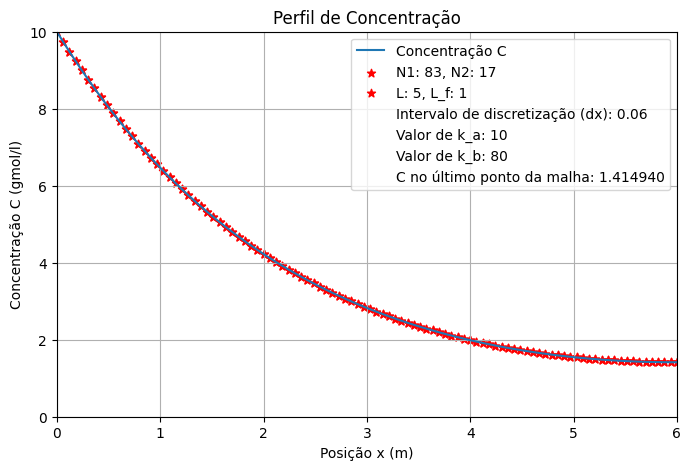 Perfil de Concentração
Concentração C (gmol/l)
10
8
6
4
2
0
Concentração C
N1: 83, N2: 17
L: 5, L_f: 1
Intervalo de discretização (dx): 0.06
Valor de k_a: 10
Valor de k_b: 80
C no último ponto da malha: 1.414940
0
1
2
3
4
5
6
Posição x (m)